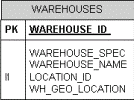 WAREHOUSES
PK WAREHOUSE_ID
WAREHOUSE_SPEC
WAREHOUSE_NAME
I1 LOCATION_ID
WH_GEO_LOCATION